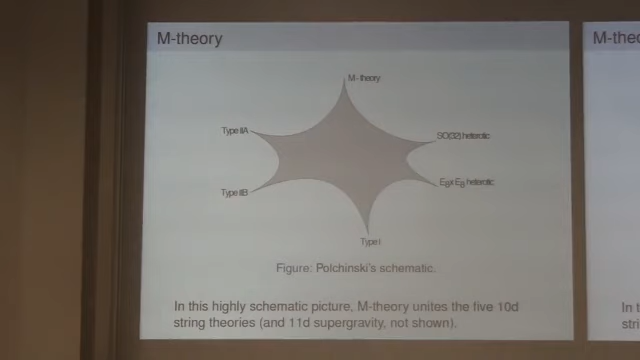 M-theory
M-theory
M- theory
Type IIA
SO(32) heterotic
Type IIB
E8x E8 heterotic
Type I
Figure: Polchinski's schematic.
In this highly schematic picture, M-theory unites the five 10d
string theories (and 11d supergravity, not shown).